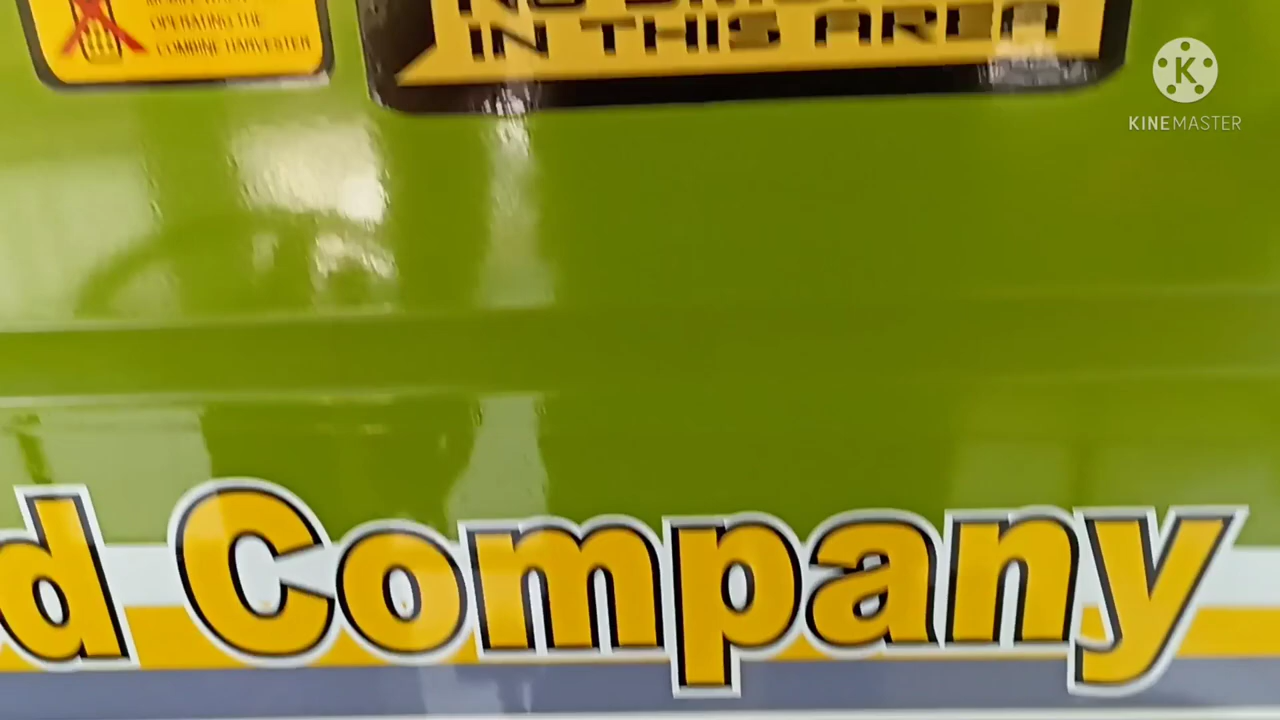 OPERATING THE
COMBINE HARVESTER
IN THIS AREA
K
KINEMASTER
d Company